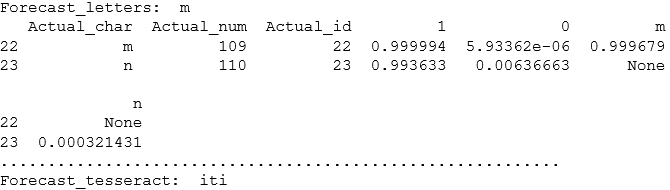 Forecast_letters:  m
   Actual_char  Actual_num  Actual_id         1            0         m
22           m         109         22  0.999994  5.93362e-06  0.999679
23           n         110         23  0.993633   0.00636663      None
              n
22         None
23  0.000321431
...........................................................
Forecast_tesseract:  iti